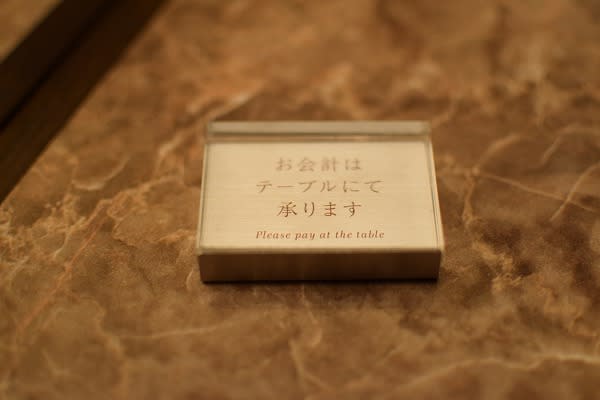 お会計は
テーブルにて
承ります
Please pay at the table